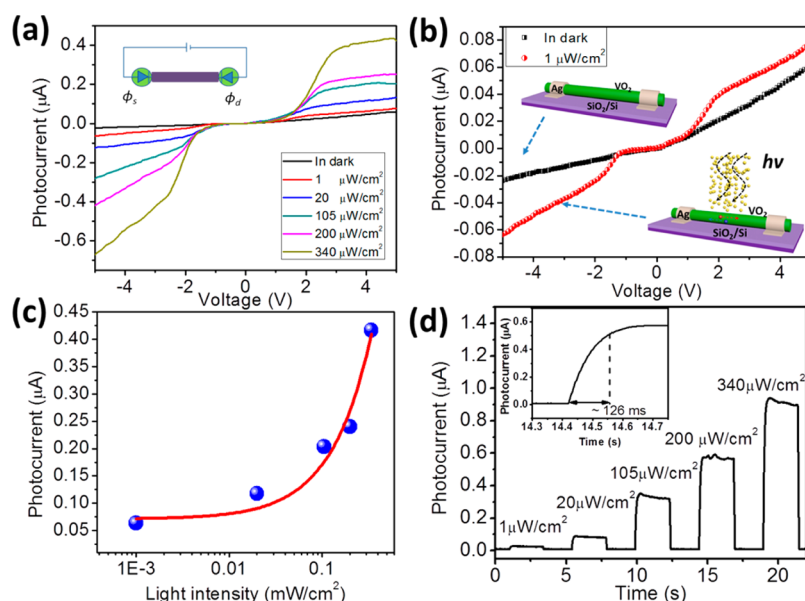 (a)
Photocurrent (μA)
0.4
0.2
0.0
-0.2
-0.4
-0.6
-4
-2
0
2
4
Voltage (V)
ϕs
ϕd
In dark
1 μW/cm²
20 μW/cm²
105 μW/cm²
200 μW/cm²
340 μW/cm²
(b)
Photocurrent (μA)
0.08
0.06
0.04
0.02
0.00
-0.02
-0.04
-0.06
-0.08
-4
-2
0
2
4
Voltage (V)
In dark
1 μW/cm²
Ag
VO₂
SiO₂/Si
hν
Ag
VO₂
SiO₂/Si
(c)
Photocurrent (μA)
0.45
0.40
0.35
0.30
0.25
0.20
0.15
0.10
0.05
0.00
1E-3
0.01
0.1
Light intensity (mW/cm²)
(d)
Photocurrent (μA)
1.4
1.2
1.0
0.8
0.6
0.4
0.2
0.0
0
5
10
15
20
Time (s)
Photocurrent (μA)
0.6
0.4
0.2
0.0
~ 126 ms
14.3 14.4 14.5 14.6 14.7
Time (s)
1μW/cm²
20μW/cm²
105μW/cm²
200 μW/cm²
340μW/cm²